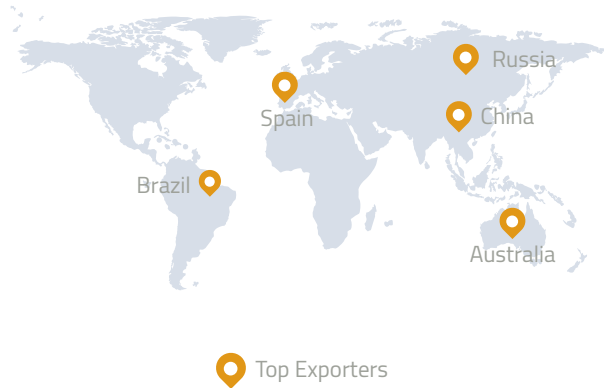 Russia
Spain
China
Brazil
Australia
Top Exporters